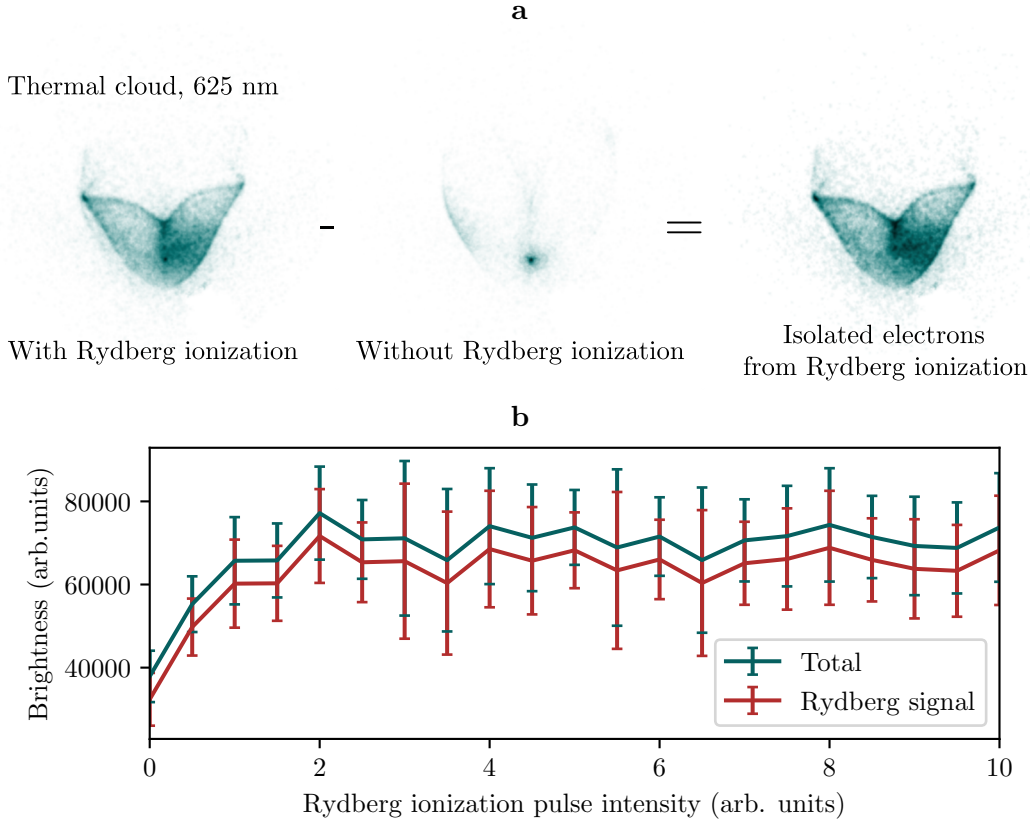 a
Thermal cloud, 625 nm
-
=
With Rydberg ionization
Without Rydberg ionization
Isolated electrons
from Rydberg ionization
b
Brightness (arb.units)
80000
60000
40000
Total
Rydberg signal
0 2 4 6 8 10
Rydberg ionization pulse intensity (arb. units)